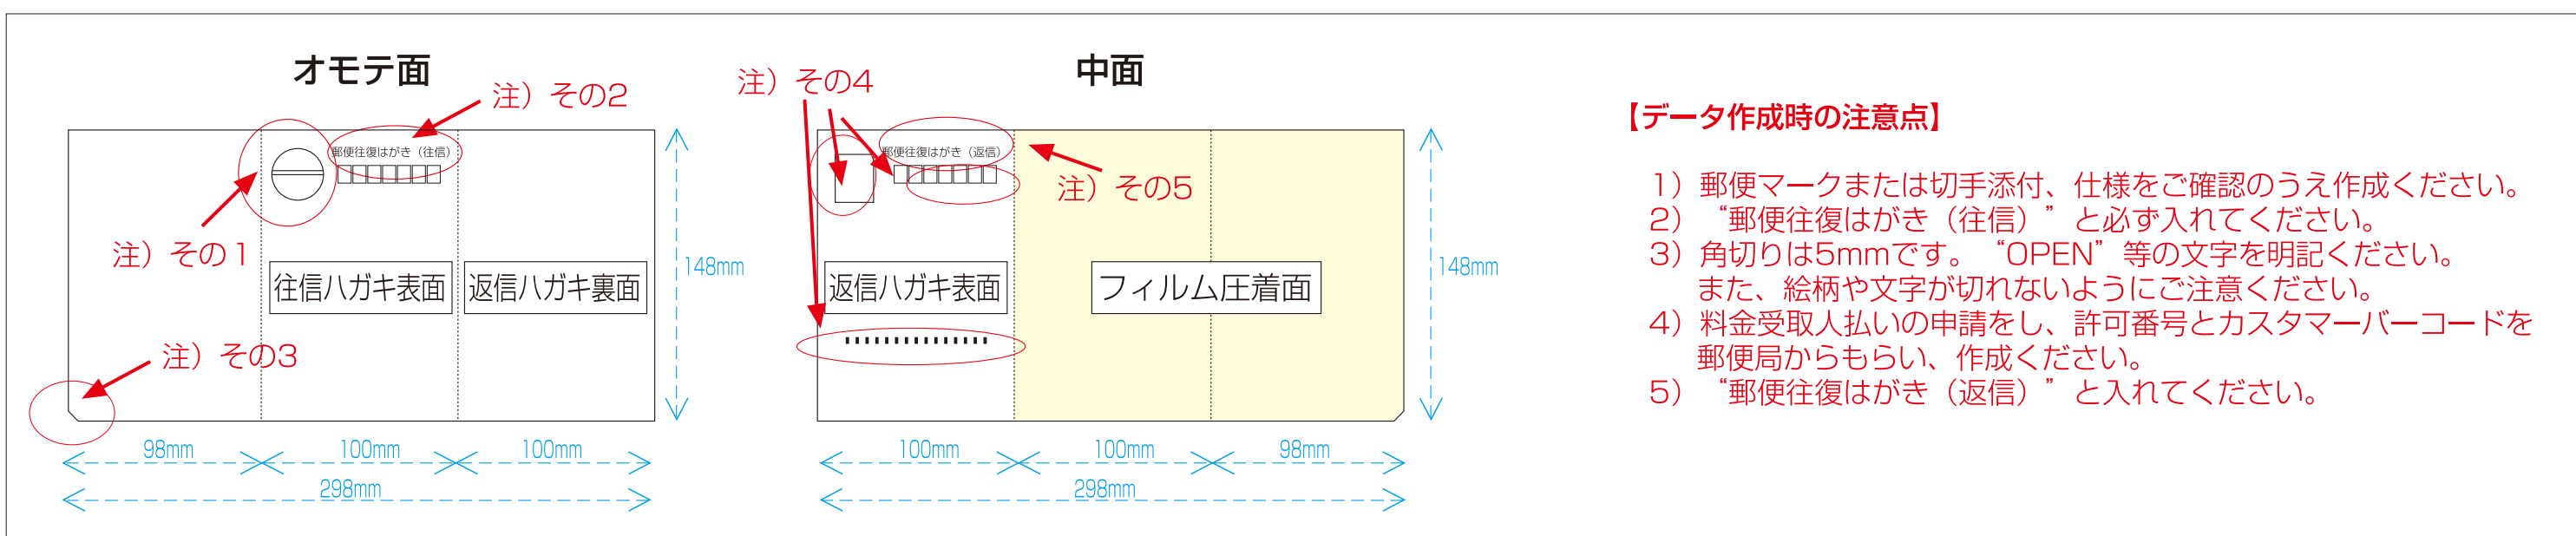 オモテ面
注）その2
郵便往復はがき（往信）
注）その1
往信ハガキ表面
返信ハガキ裏面
注）その3
148mm
98mm
100mm
100mm
298mm
中面
注）その4
郵便往復はがき（返信）
注）その5
返信ハガキ表面
フィルム圧着面
148mm
100mm
100mm
98mm
298mm
【データ作成時の注意点】
1）郵便マークまたは切手添付、仕様をご確認のうえ作成ください。
2）“郵便往復はがき（往信）”と必ず入れてください。
3）角切りは5mmです。“OPEN”等の文字を明記ください。
また、絵柄や文字が切れないようにご注意ください。
4）料金受取人払いの申請をし、許可番号とカスタマーバーコードを
郵便局からもらい、作成ください。
5）“郵便往復はがき（返信）”と入れてください。